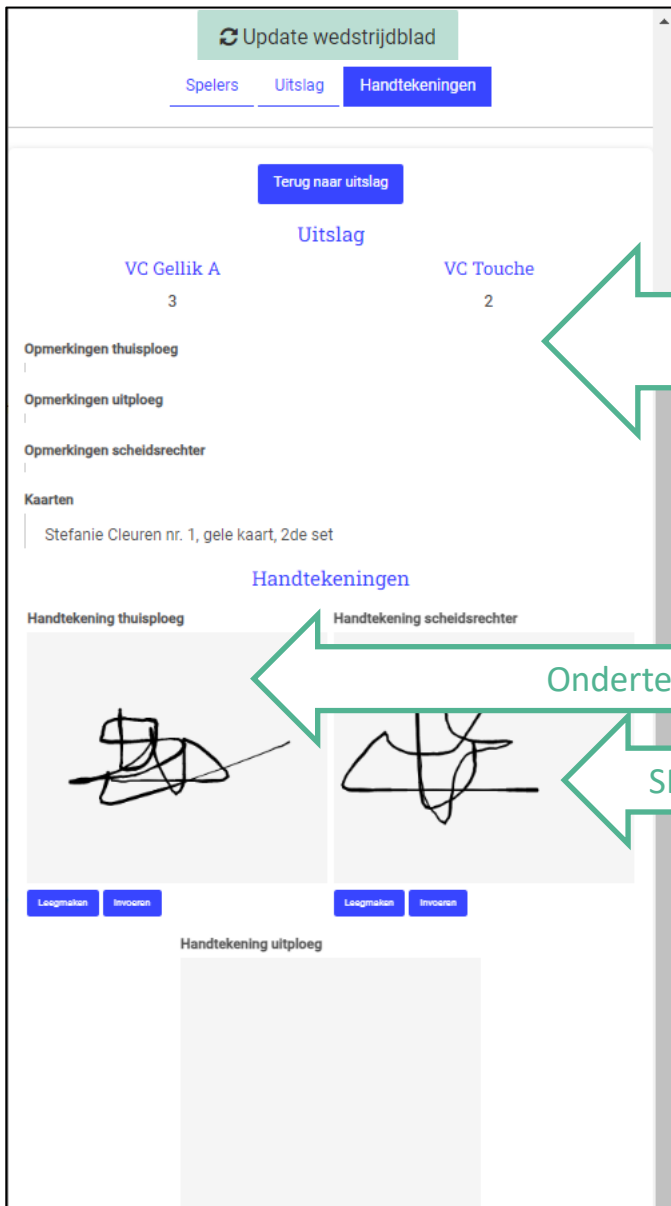 Update wedstrijdblad
Spelers Uitslag Handtekeningen
Terug naar uitslag
Uitslag
VC Gellik A VC Touche
3 2
Opmerkingen thuisploeg
Opmerkingen uitploeg
Opmerkingen scheidsrechter
Kaarten
Stefanie Cleuren nr. 1, gele kaart, 2de set
Handtekeningen
Handtekening thuisploeg Handtekening scheidsrechter
Onderte
Leegmaken Invoeren Leegmaken Invoeren
Handtekening uitploeg